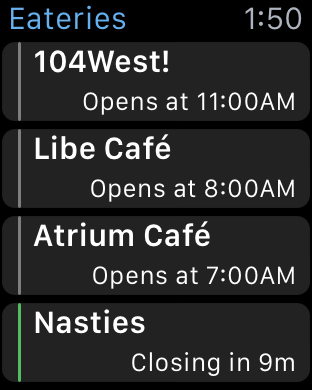 Eateries 1:50
104West!
Opens at 11:00AM
Libe Café
Opens at 8:00AM
Atrium Café
Opens at 7:00AM
Nasties
Closing in 9m